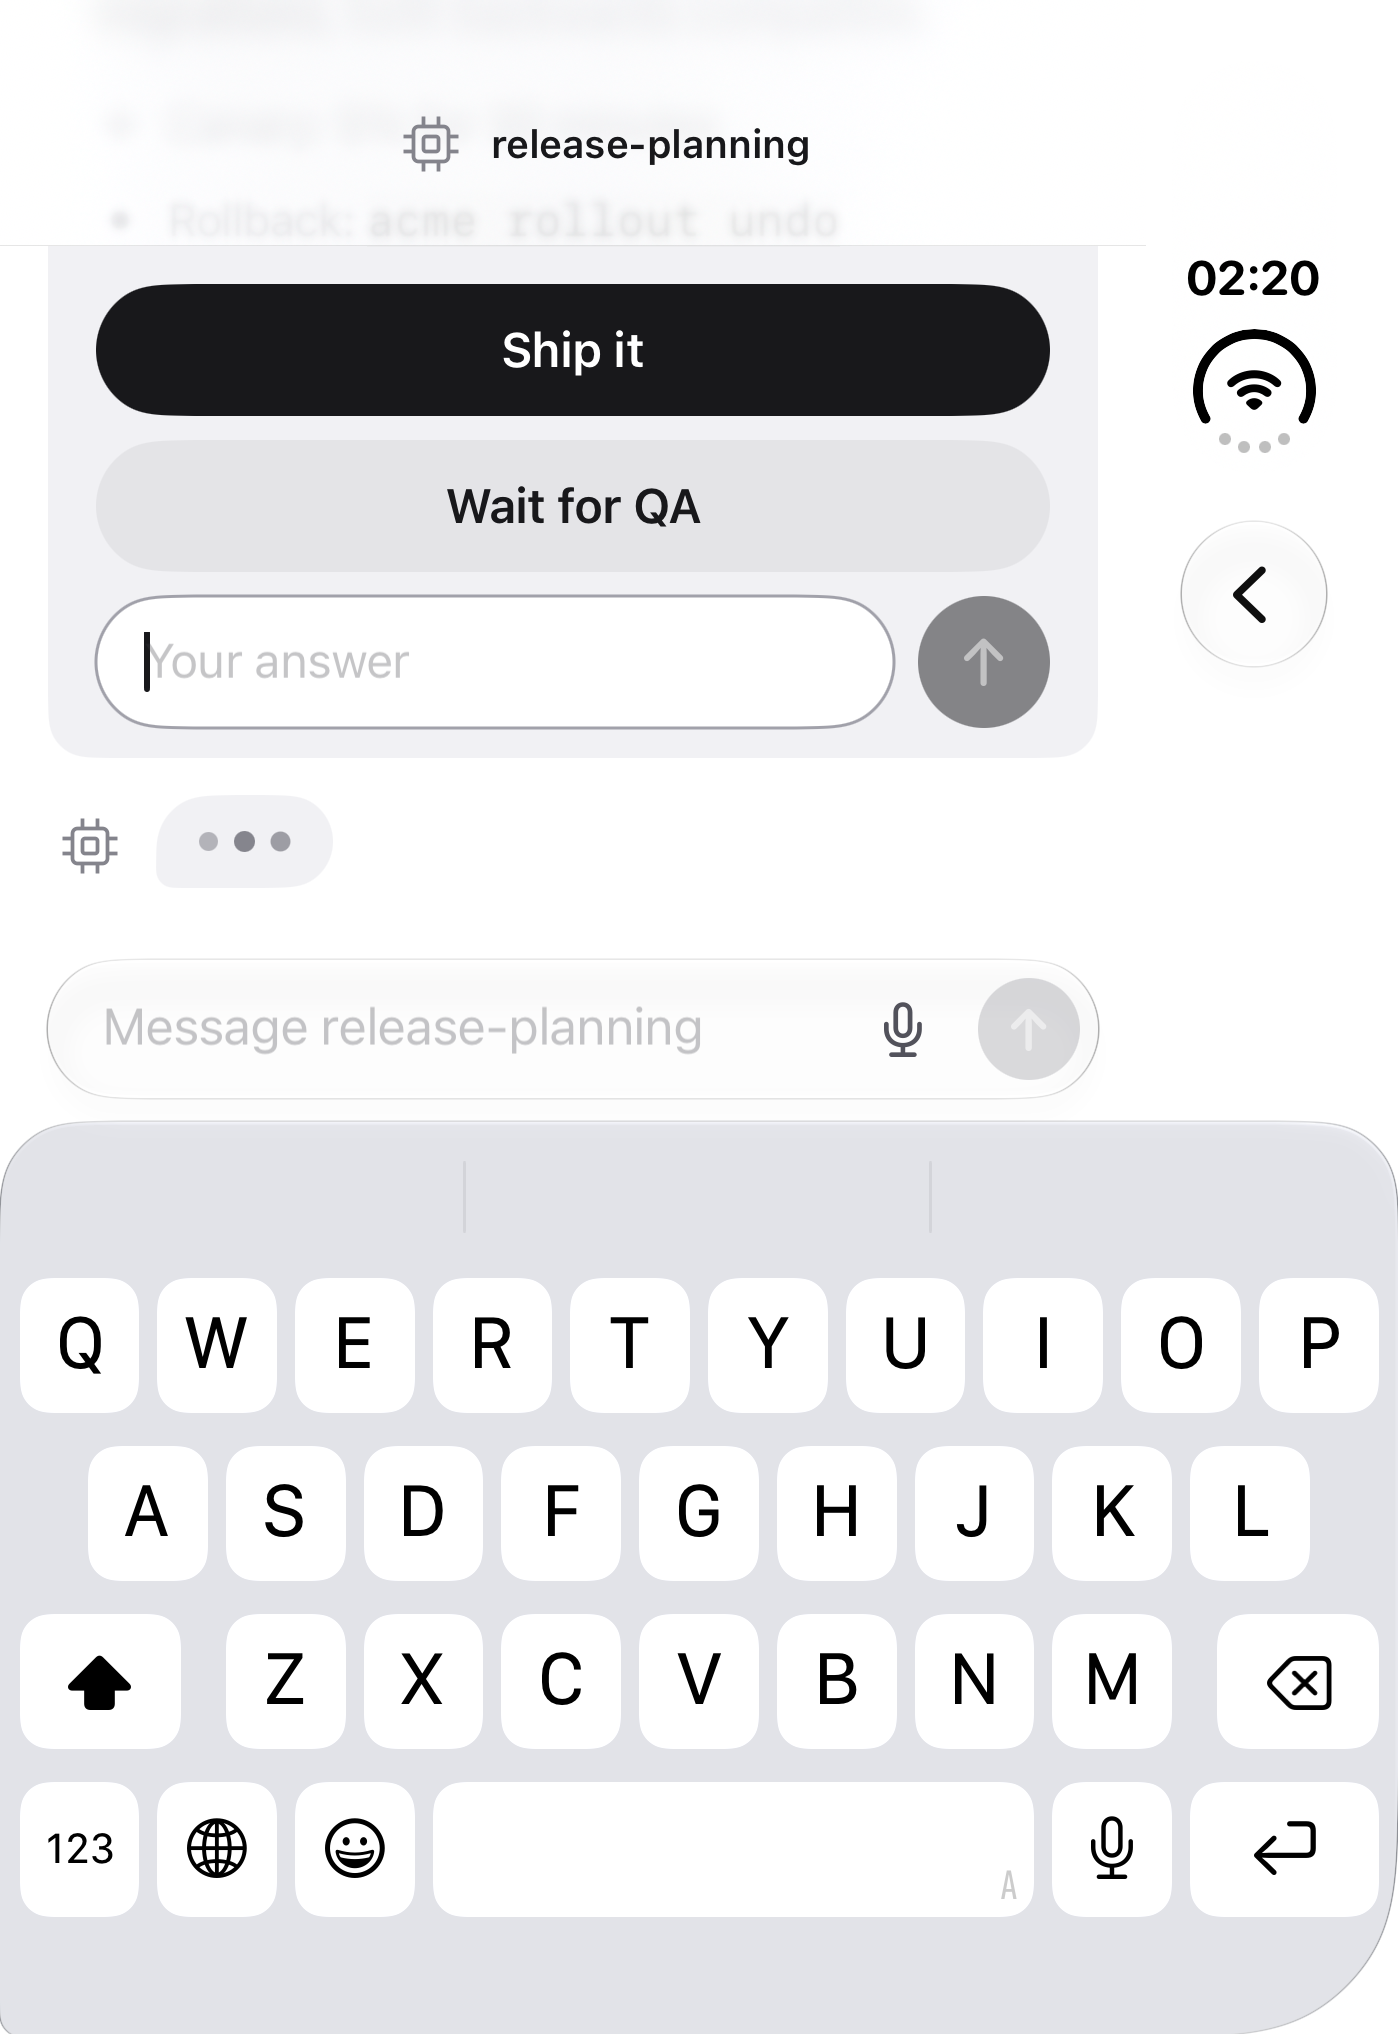 release-planning
Rollback: acme rollout undo
02:20
Ship it
Wait for QA
Your answer
Message release-planning
Q W E R T Y U I O P
A S D F G H J K L
Z X C V B N M
123
A